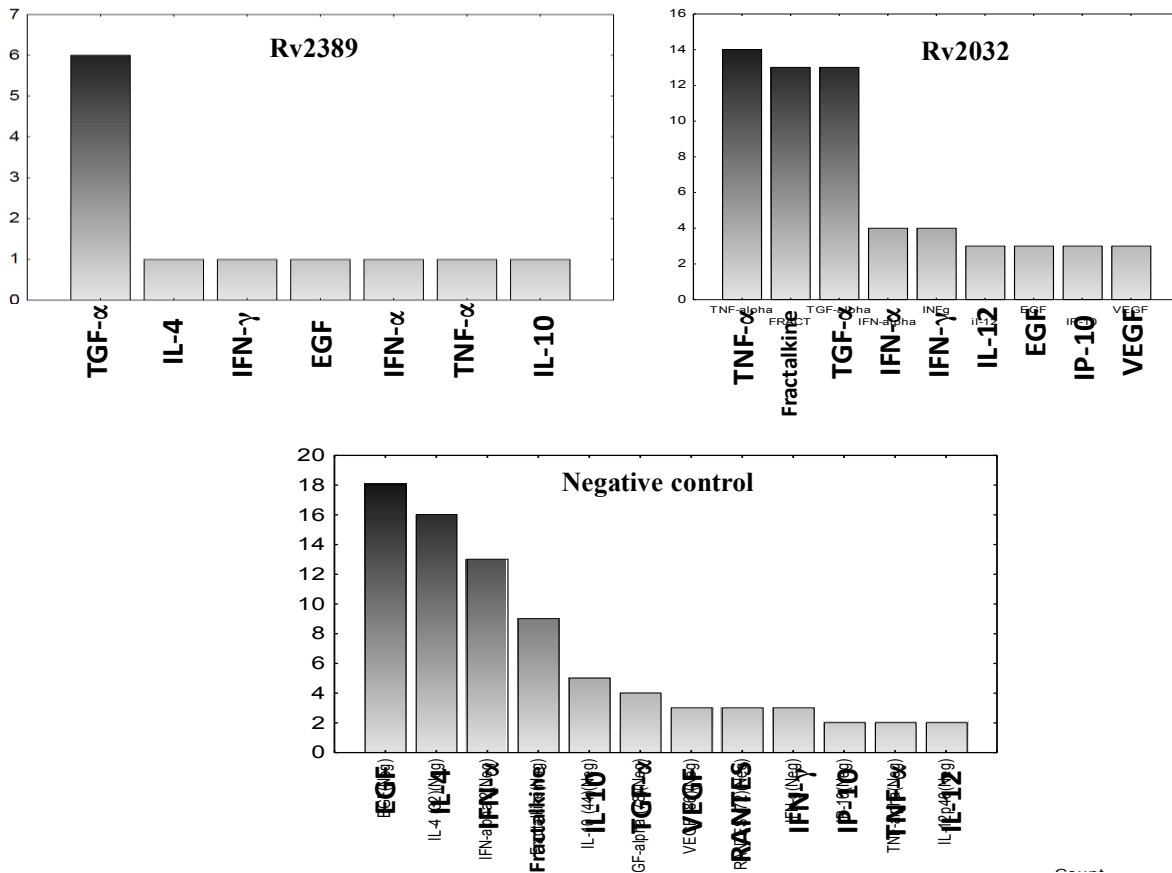 Rv2389
7
6
5
4
3
2
1
0
TGF-α
IL-4
IFN-γ
EGF
IFN-α
TNF-α
IL-10
Rv2032
16
14
12
10
8
6
4
2
0
TNF-alpha
FRACT
TGF-alpha
IFN-alpha
INFg
il-12
EGF
IP-10
VEGF
TNF-α
Fractalkine
TGF-α
IFN-α
IFN-γ
IL-12
EGF
IP-10
VEGF
Negative control
20
18
16
14
12
10
8
6
4
2
0
EGF
IL-4
IFN-α
Fractalkine
IL-10
TGF-α
VEGF
RANTES
IFN-γ
IP-10
TNF-α
IL-12